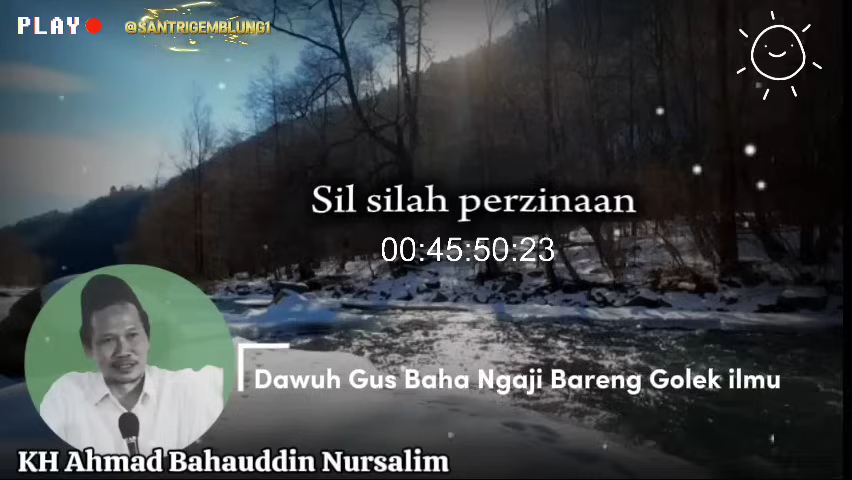 PLAY
@SANTRIGEMBLUNG1
Sil silah perzinaan
00:45:50:23
Dawuh Gus Baha Ngaji Bareng Golek ilmu
KH Ahmad Bahauddin Nursalim